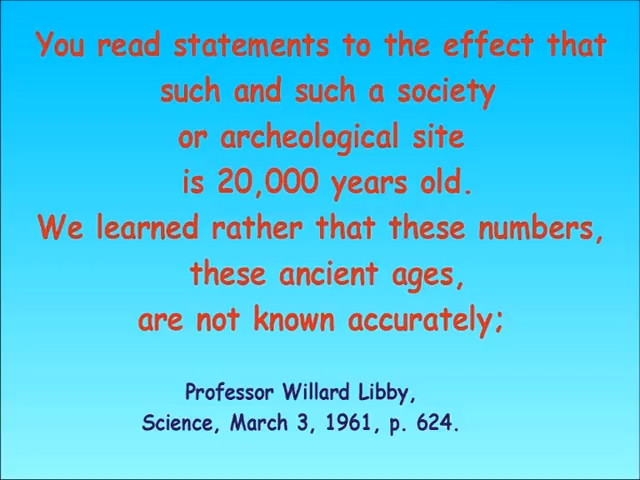 You read statements to the effect that
such and such a society
or archeological site
is 20,000 years old.
We learned rather that these numbers,
these ancient ages,
are not known accurately;
Professor Willard Libby,
Science, March 3, 1961, p. 624.